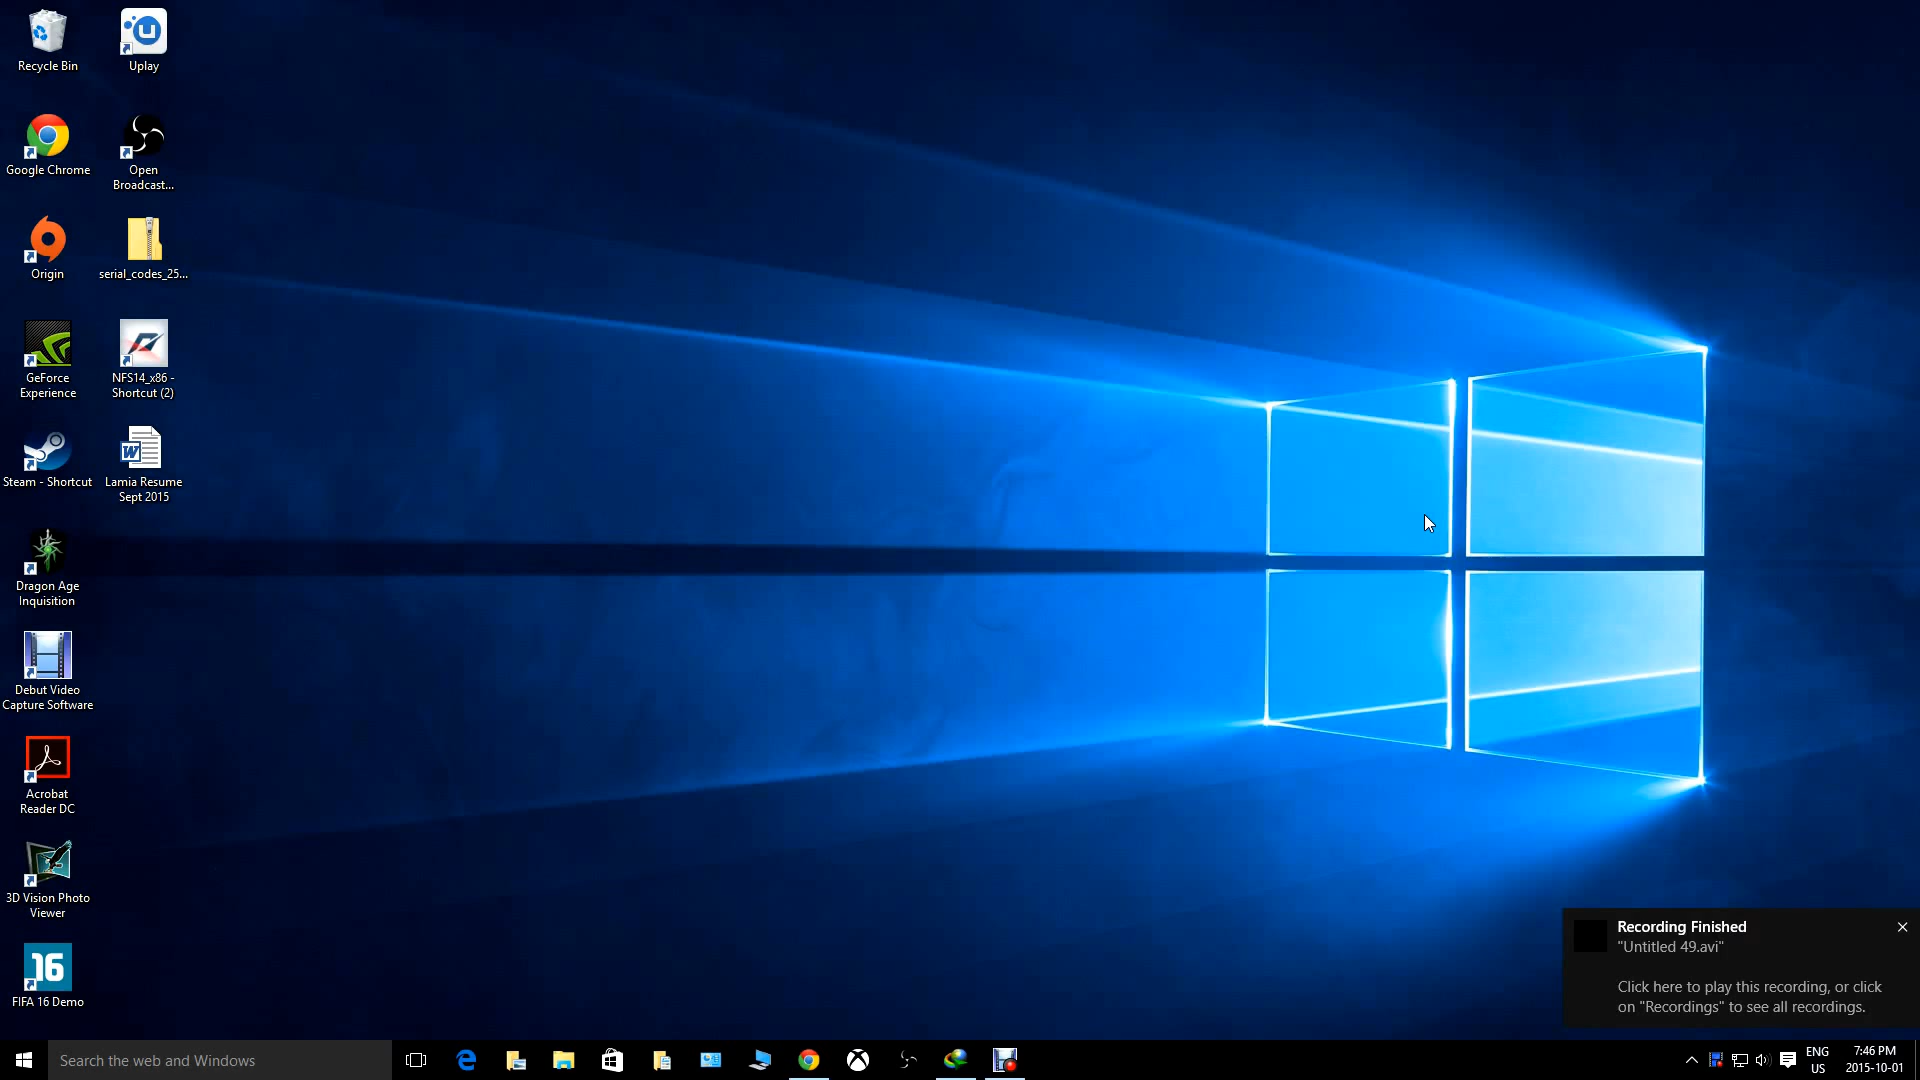 Recycle Bin
Uplay
Google Chrome
Open
Broadcast...
Origin
serial_codes_25...
GeForce
Experience
NFS14_x86 -
Shortcut (2)
Steam - Shortcut
W
Lamia Resume
Sept 2015
Dragon Age
Inquisition
Debut Video
Capture Software
Acrobat
Reader DC
3D Vision Photo
Viewer
16
FIFA 16 Demo
Recording Finished
"Untitled 49.avi"
Click here to play this recording, or click
on "Recordings" to see all recordings.
Search the web and Windows
ENG
US
7:46 PM
2015-10-01